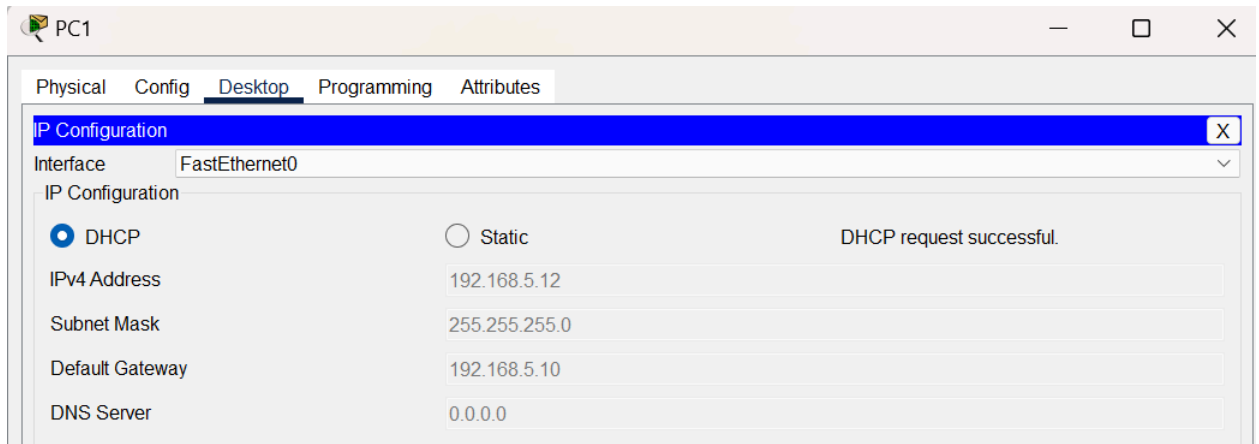 PC1
Physical Config Desktop Programming Attributes
IP Configuration X
Interface FastEthernet0
IP Configuration
DHCP Static DHCP request successful.
IPv4 Address 192.168.5.12
Subnet Mask 255.255.255.0
Default Gateway 192.168.5.10
DNS Server 0.0.0.0